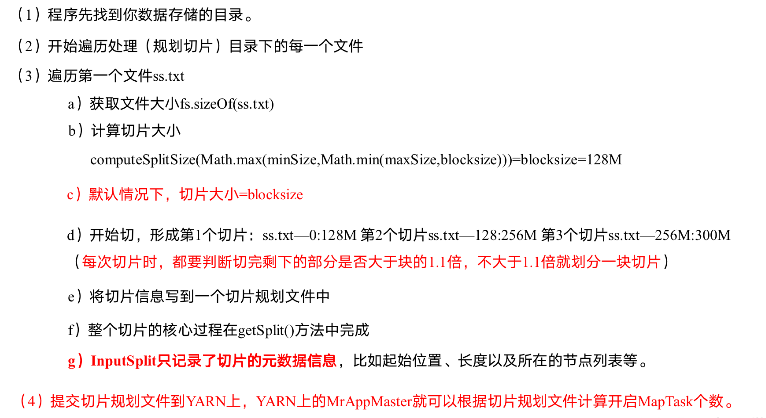 （1）程序先找到你数据存储的目录。
（2）开始遍历处理（规划切片）目录下的每一个文件
（3）遍历第一个文件ss.txt
a）获取文件大小fs.sizeOf(ss.txt)
b）计算切片大小
computeSplitSize(Math.max(minSize,Math.min(maxSize,blocksize)))=blocksize=128M
c）默认情况下，切片大小=blocksize
d）开始切，形成第1个切片：ss.txt—0:128M 第2个切片ss.txt—128:256M 第3个切片ss.txt—256M:300M
（每次切片时，都要判断切完剩下的部分是否大于块的1.1倍，不大于1.1倍就划分一块切片）
e）将切片信息写到一个切片规划文件中
f）整个切片的核心过程在getSplit()方法中完成
g）InputSplit只记录了切片的元数据信息，比如起始位置、长度以及所在的节点列表等。
（4）提交切片规划文件到YARN上，YARN上的MrAppMaster就可以根据切片规划文件计算开启MapTask个数。